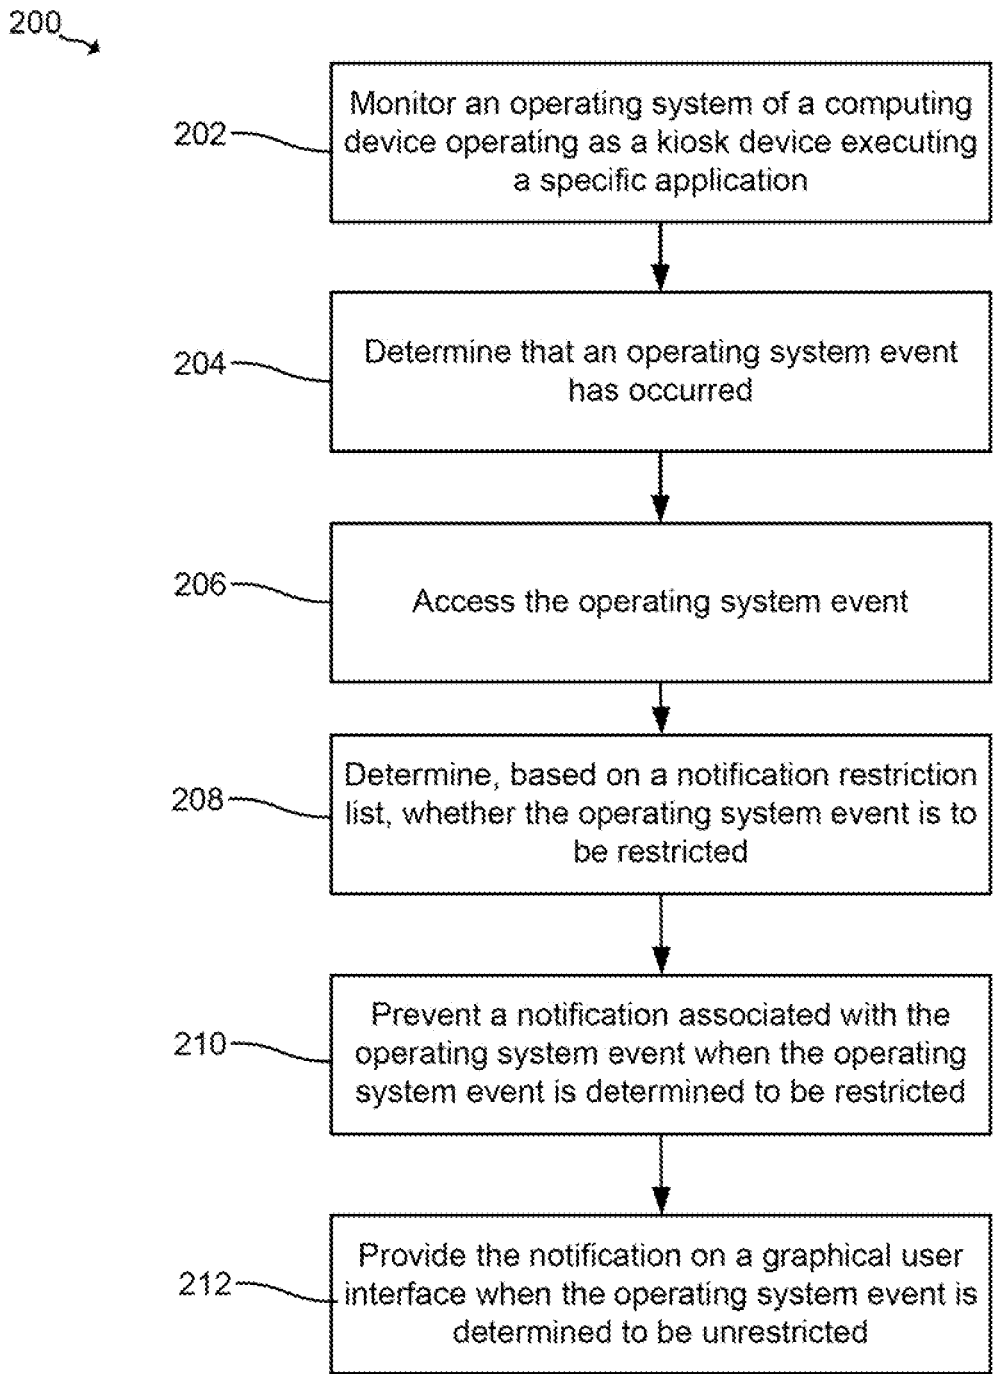 200
202
Monitor an operating system of a computing
device operating as a kiosk device executing
a specific application
204
Determine that an operating system event
has occurred
206
Access the operating system event
208
Determine, based on a notification restriction
list, whether the operating system event is to
be restricted
210
Prevent a notification associated with the
operating system event when the operating
system event is determined to be restricted
212
Provide the notification on a graphical user
interface when the operating system event is
determined to be unrestricted